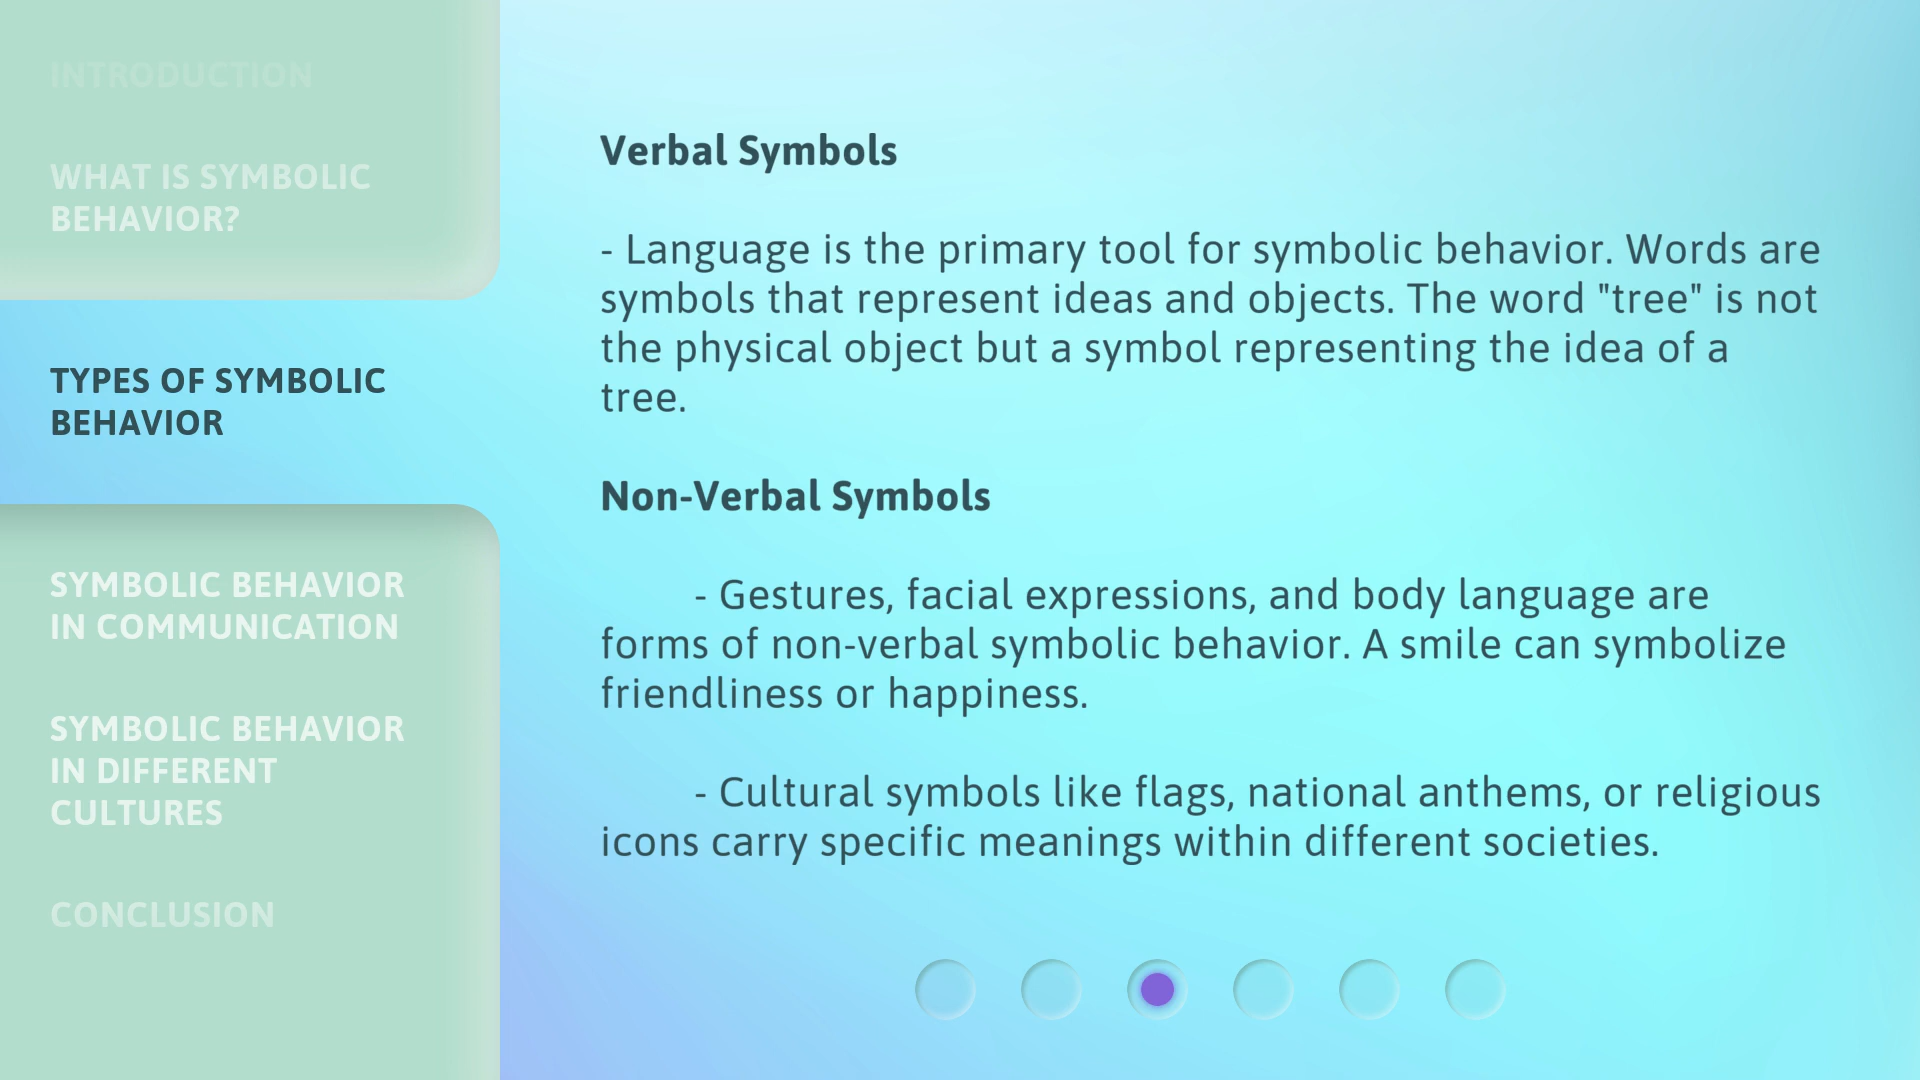 INTRODUCTION
WHAT IS SYMBOLIC
BEHAVIOR?
TYPES OF SYMBOLIC
BEHAVIOR
SYMBOLIC BEHAVIOR
IN COMMUNICATION
SYMBOLIC BEHAVIOR
IN DIFFERENT
CULTURES
CONCLUSION
Verbal Symbols
- Language is the primary tool for symbolic behavior. Words are
symbols that represent ideas and objects. The word "tree" is not
the physical object but a symbol representing the idea of a
tree.
Non-Verbal Symbols
- Gestures, facial expressions, and body language are
forms of non-verbal symbolic behavior. A smile can symbolize
friendliness or happiness.
- Cultural symbols like flags, national anthems, or religious
icons carry specific meanings within different societies.